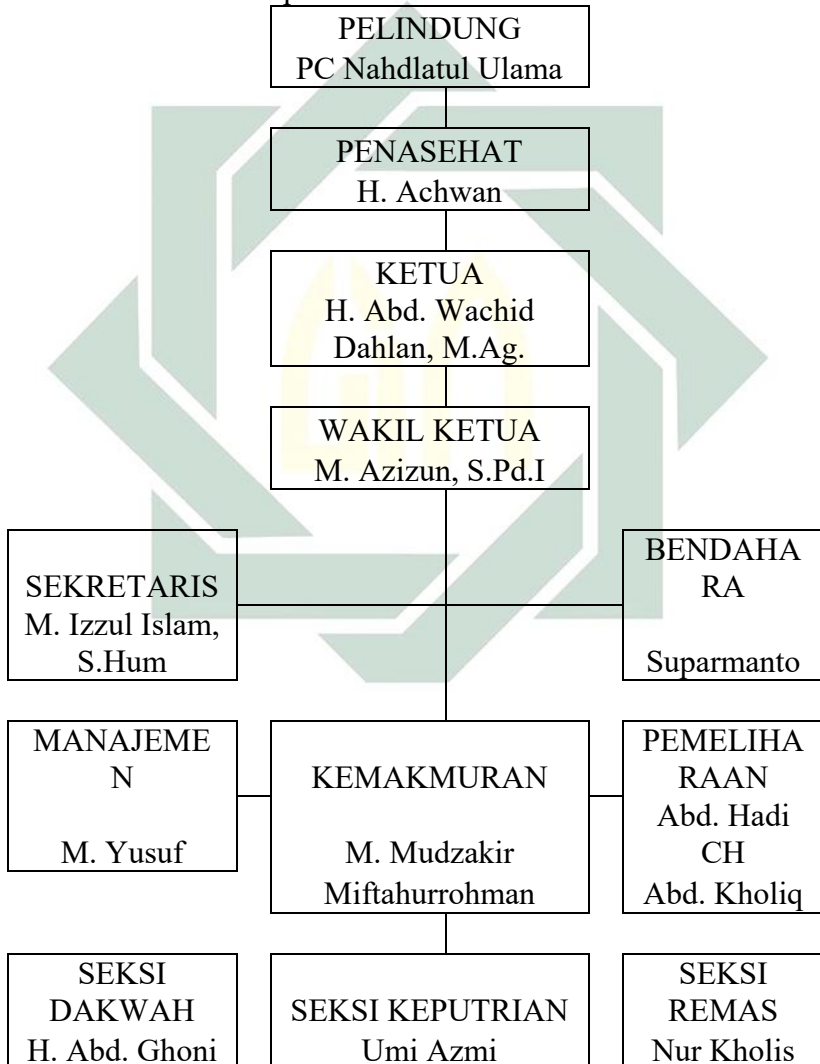 PELINDUNG
PC Nahdlatul Ulama
PENASEHAT
H. Achwan
KETUA
H. Abd. Wachid
Dahlan, M.Ag.
WAKIL KETUA
M. Azizun, S.Pd.I
SEKRETARIS
M. Izzul Islam,
S.Hum
BENDAHA
RA
Suparmanto
MANAJEME
N
M. Yusuf
KEMAKMURAN
M. Mudzakir
Miftahurrohman
PEMELIHA
RAAN
Abd. Hadi
CH
Abd. Kholiq
SEKSI
DAKWAH
H. Abd. Ghoni
SEKSI KEPUTRIAN
Umi Azmi
SEKSI
REMAS
Nur Kholis